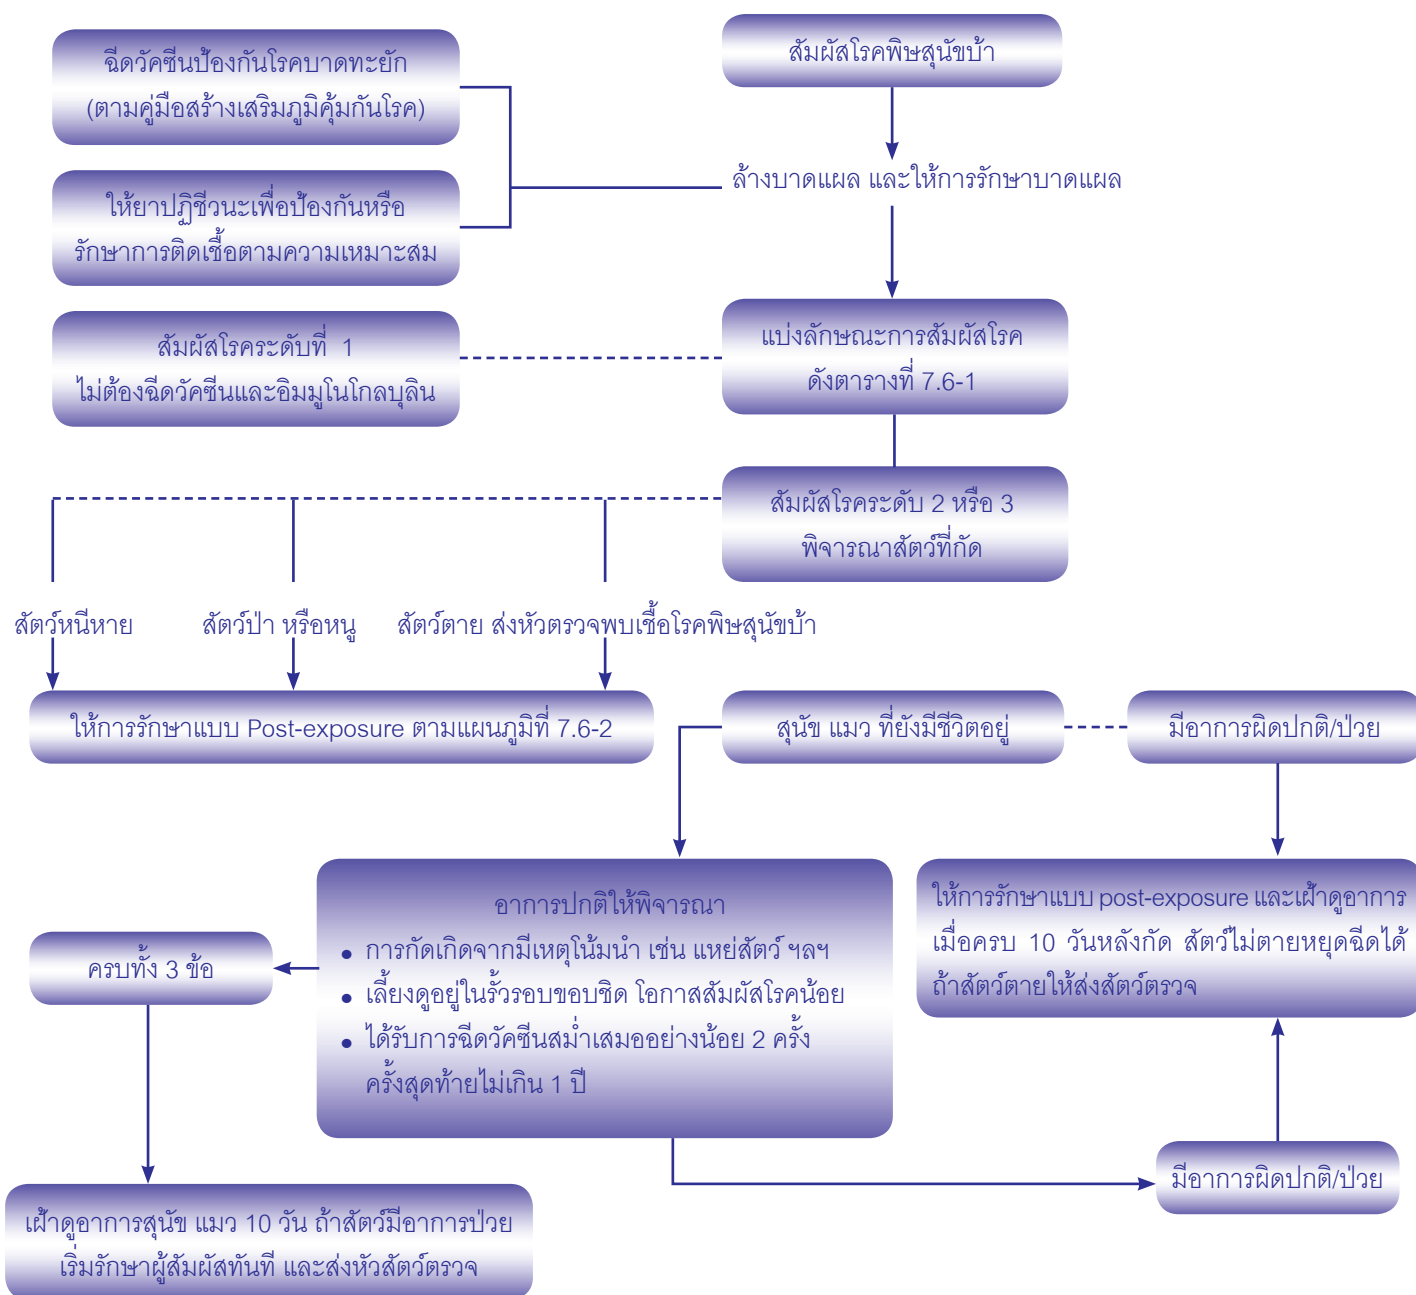 สัมผัสโรคพิษสุนัขบ้า
ฉีดวัคซีนป้องกันโรคบาดทะยัก
(ตามคู่มือสร้างเสริมภูมิคุ้มกันโรค)
ล้างบาดแผล และให้การรักษาบาดแผล
ให้ยาปฏิชีวนะเพื่อป้องกันหรือ
รักษาการติดเชื้อตามความเหมาะสม
สัมผัสโรคระดับที่ 1
ไม่ต้องฉีดวัคซีนและอิมมูโนโกลบุลิน
แบ่งลักษณะการสัมผัสโรค
ดังตารางที่ 7.6-1
สัมผัสโรคระดับ 2 หรือ 3
พิจารณาสัตว์ที่กัด
สัตว์หนีหาย
สัตว์ป่า หรือหนู
สัตว์ตาย ส่งหัวตรวจพบเชื้อโรคพิษสุนัขบ้า
ให้การรักษาแบบ Post-exposure ตามแผนภูมิที่ 7.6-2
สุนัข แมว ที่ยังมีชีวิตอยู่
มีอาการผิดปกติ/ป่วย
อาการปกติให้พิจารณา
• การกัดเกิดจากมีเหตุโน้มนำ เช่น แหย่สัตว์ ฯลฯ
• เลี้ยงดูอยู่ในรั้วรอบขอบชิด โอกาสสัมผัสโรคน้อย
• ได้รับการฉีดวัคซีนสม่ำเสมออย่างน้อย 2 ครั้ง
ครั้งสุดท้ายไม่เกิน 1 ปี
ให้การรักษาแบบ post-exposure และเฝ้าดูอาการ
เมื่อครบ 10 วันหลังกัด สัตว์ไม่ตายหยุดฉีดได้
ถ้าสัตว์ตายให้ส่งสัตว์ตรวจ
ครบทั้ง 3 ข้อ
มีอาการผิดปกติ/ป่วย
เฝ้าดูอาการสุนัข แมว 10 วัน ถ้าสัตว์มีอาการป่วย
เริ่มรักษาผู้สัมผัสทันที และส่งหัวสัตว์ตรวจ